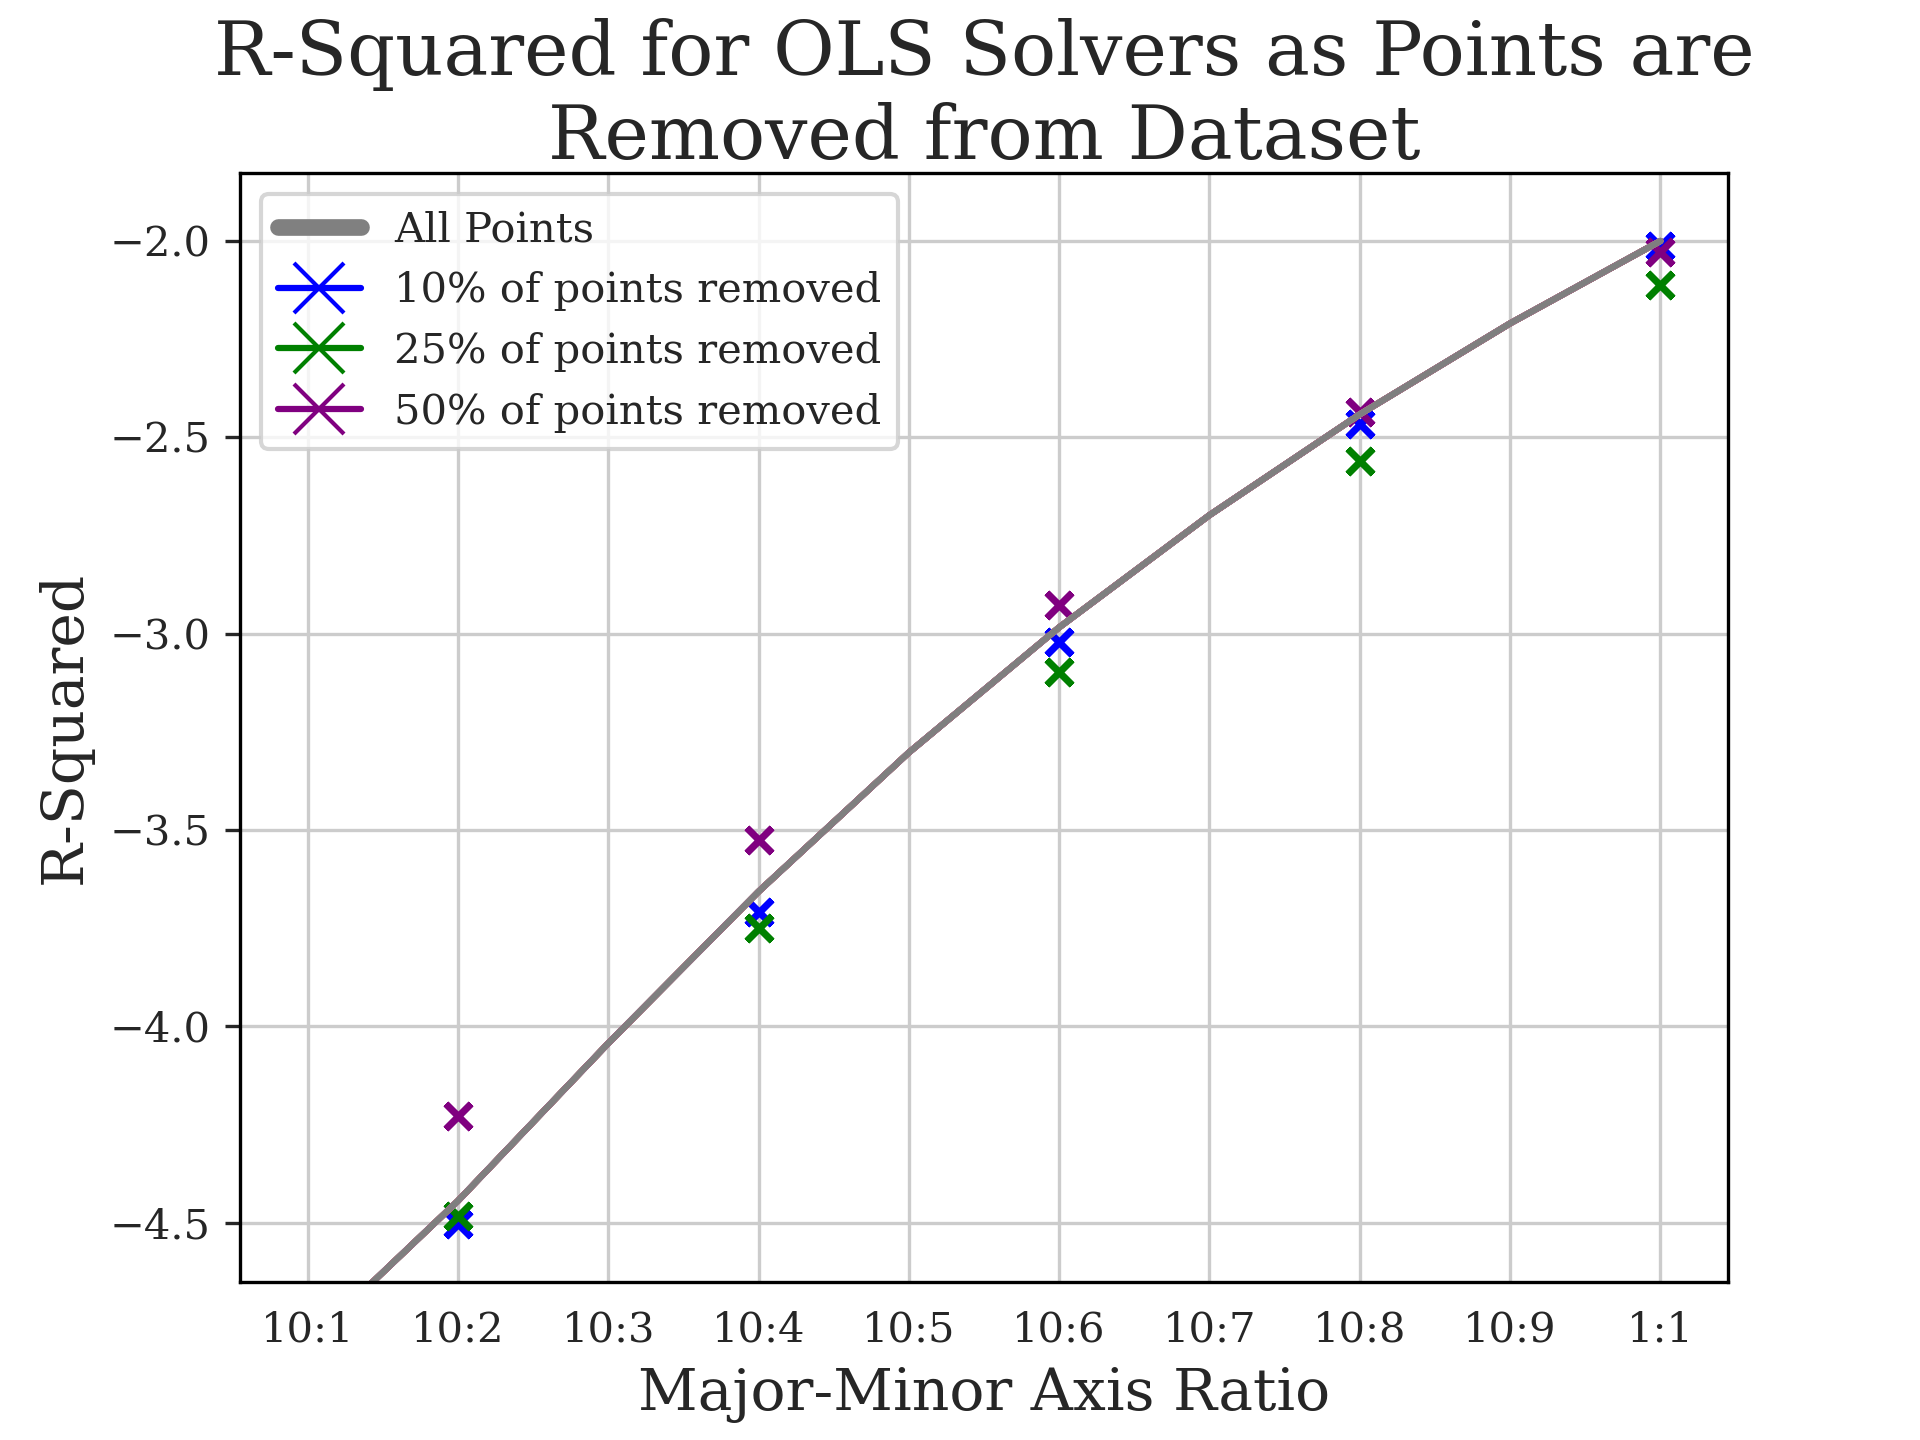 R-Squared for OLS Solvers as Points are
Removed from Dataset
All Points
10% of points removed
25% of points removed
50% of points removed
R-Squared
−2.0
−2.5
−3.0
−3.5
−4.0
−4.5
10:1 10:2 10:3 10:4 10:5 10:6 10:7 10:8 10:9 1:1
Major-Minor Axis Ratio